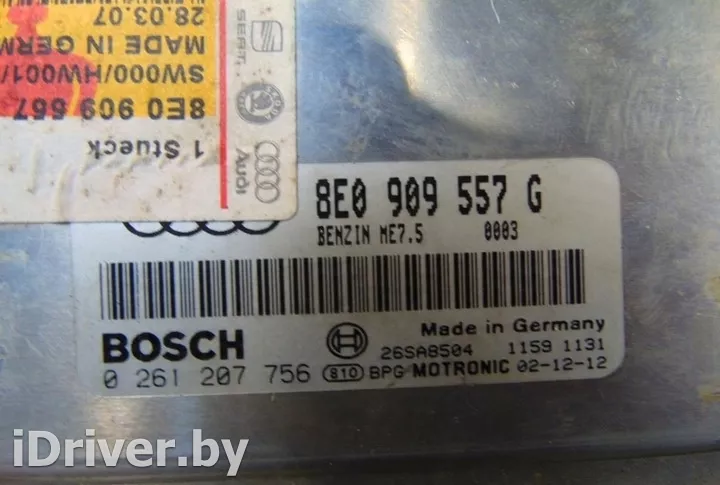 28.03.07
MADE IN GERM
SW000/HW001/
8E0 909 557
1 Stueck
SEAT
SKODA
Audi
8E0 909 557 G
BENZIN ME7.5 0003
BOSCH
Made in Germany
26SA8504 1159 1131
0 261 207 756 810 BPG MOTRONIC 02-12-12
iDriver.by